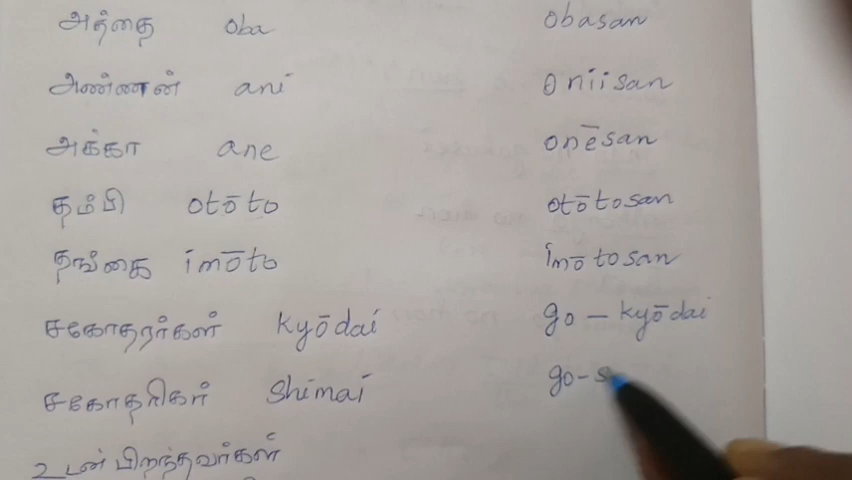 அத்தை oba obasan
அண்ணன் ani oniisan
அக்கா ane onēsan
தம்பி otōto otōtosan
தங்கை imōto imōtosan
சகோதரர்கள் kyōdai go - kyōdai
சகோதரிகள் shimai go - s
உடன் பிறந்தவர்கள்